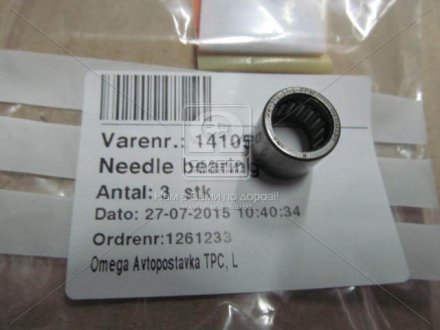 Varenr.: 14105
Needle bearing
Antal: 3 stk
Dato: 27-07-2015 10:40:34
Ordrenr:1261233
Omega Avtopostavka TPC, L